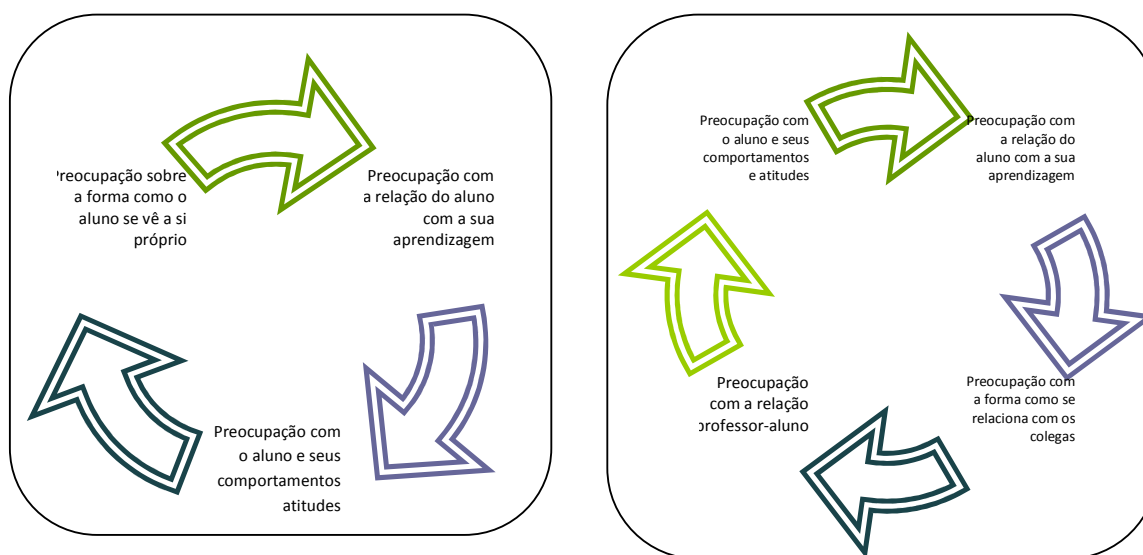 Preocupação sobre
a forma como o
aluno se vê a si
próprio
Preocupação com
a relação do aluno
com a sua
aprendizagem
Preocupação com
o aluno e seus
comportamentos
atitudes
Preocupação com
o aluno e seus
comportamentos
e atitudes
Preocupação com
a relação do
aluno com a sua
aprendizagem
Preocupação com
a forma como se
relaciona com os
colegas
Preocupação
com a relação
professor-aluno